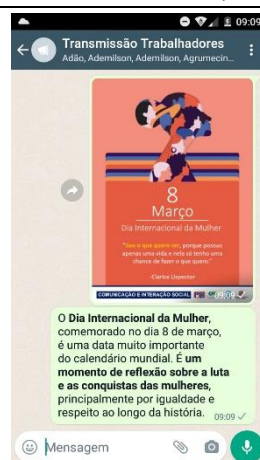 09:09
Transmissão Trabalhadores
Adão, Ademilson, Ademilson, Agrumecin...
8
Março
Dia Internacional da Mulher
"Seja o que quere ser, porque possuis
apenas uma vida e nela só tenho uma
chance de fazer o que quero."
-Clarice Lispector
COMUNICAÇÃO E INTERAÇÃO SOCIAL
09:09
O Dia Internacional da Mulher,
comemorado no dia 8 de março,
é uma data muito importante
do calendário mundial. É um
momento de reflexão sobre a luta
e as conquistas das mulheres,
principalmente por igualdade e
respeito ao longo da história.
09:09
Mensagem